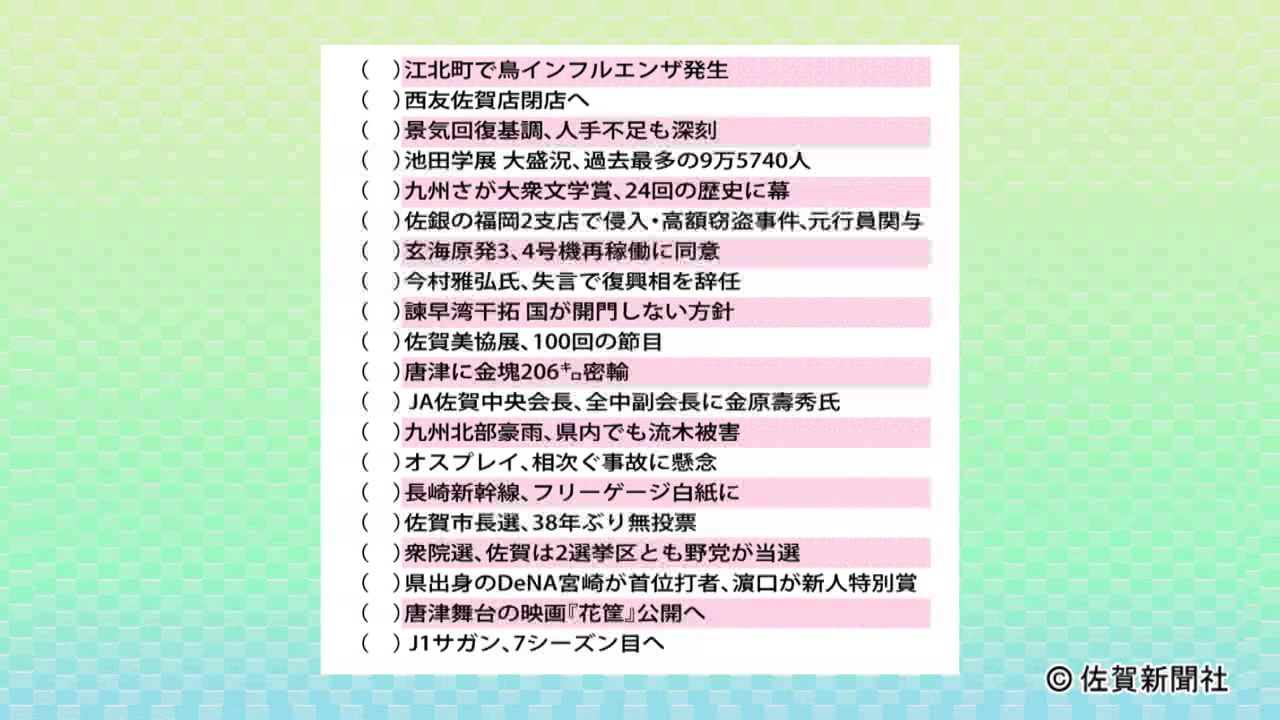 (　)江北町で鳥インフルエンザ発生
(　)西友佐賀店閉店へ
(　)景気回復基調、人手不足も深刻
(　)池田学展 大盛況、過去最多の9万5740人
(　)九州さが大衆文学賞、24回の歴史に幕
(　)佐銀の福岡2支店で侵入・高額窃盗事件、元行員関与
(　)玄海原発3、4号機再稼働に同意
(　)今村雅弘氏、失言で復興相を辞任
(　)諫早湾干拓 国が開門しない方針
(　)佐賀美協展、100回の節目
(　)唐津に金塊206㌔密輸
(　)JA佐賀中央会長、全中副会長に金原壽秀氏
(　)九州北部豪雨、県内でも流木被害
(　)オスプレイ、相次ぐ事故に懸念
(　)長崎新幹線、フリーゲージ白紙に
(　)佐賀市長選、38年ぶり無投票
(　)衆院選、佐賀は2選挙区とも野党が当選
(　)県出身のDeNA宮崎が首位打者、濵口が新人特別賞
(　)唐津舞台の映画『花筐』公開へ
(　)J1サガン、7シーズン目へ
© 佐賀新聞社